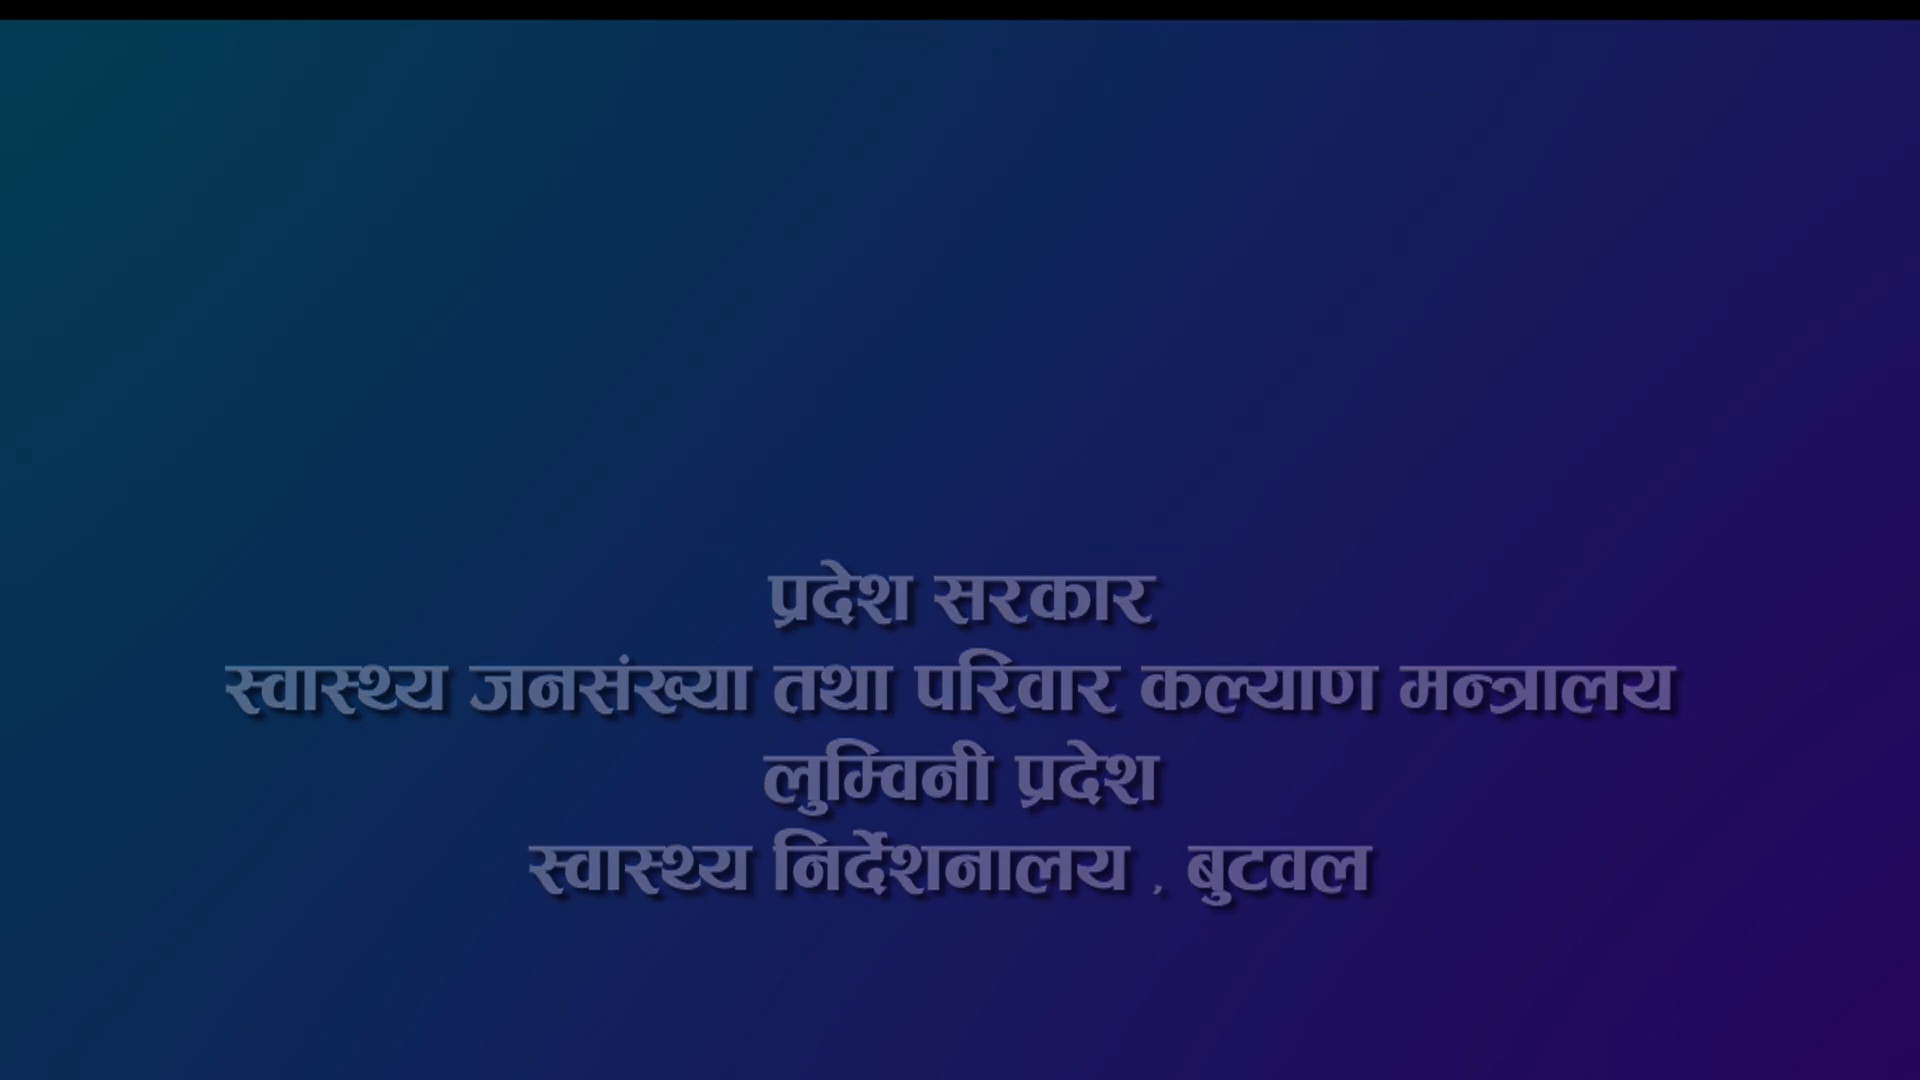 प्रदेश सरकार
स्वास्थ्य जनसंख्या तथा परिवार कल्याण मन्त्रालय
लुम्विनी प्रदेश
स्वास्थ्य निर्देशनालय , बुटवल